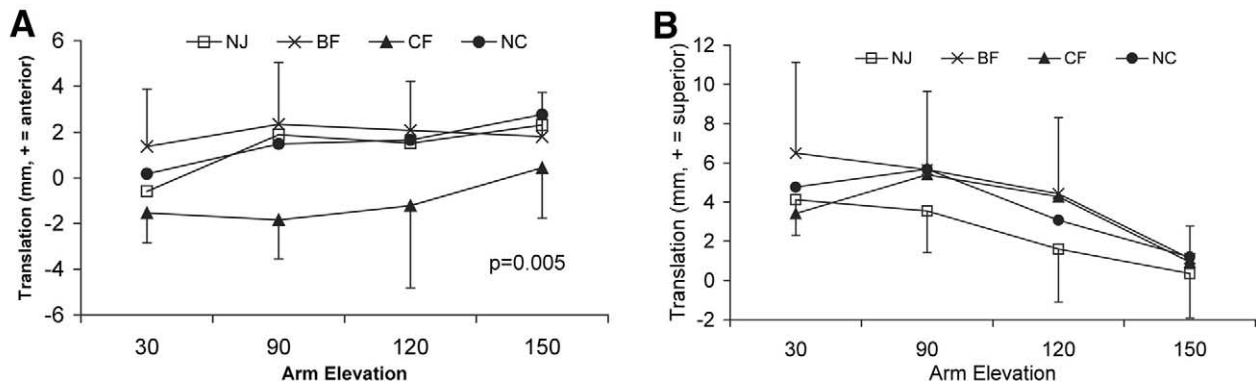 A
Translation (mm, + = anterior)
6
4
2
0
-2
-4
-6
NJ BF CF NC
p=0.005
30 90 120 150
Arm Elevation
B
Translation (mm, + = superior)
12
10
8
6
4
2
0
-2
NJ BF CF NC
30 90 120 150
Arm Elevation